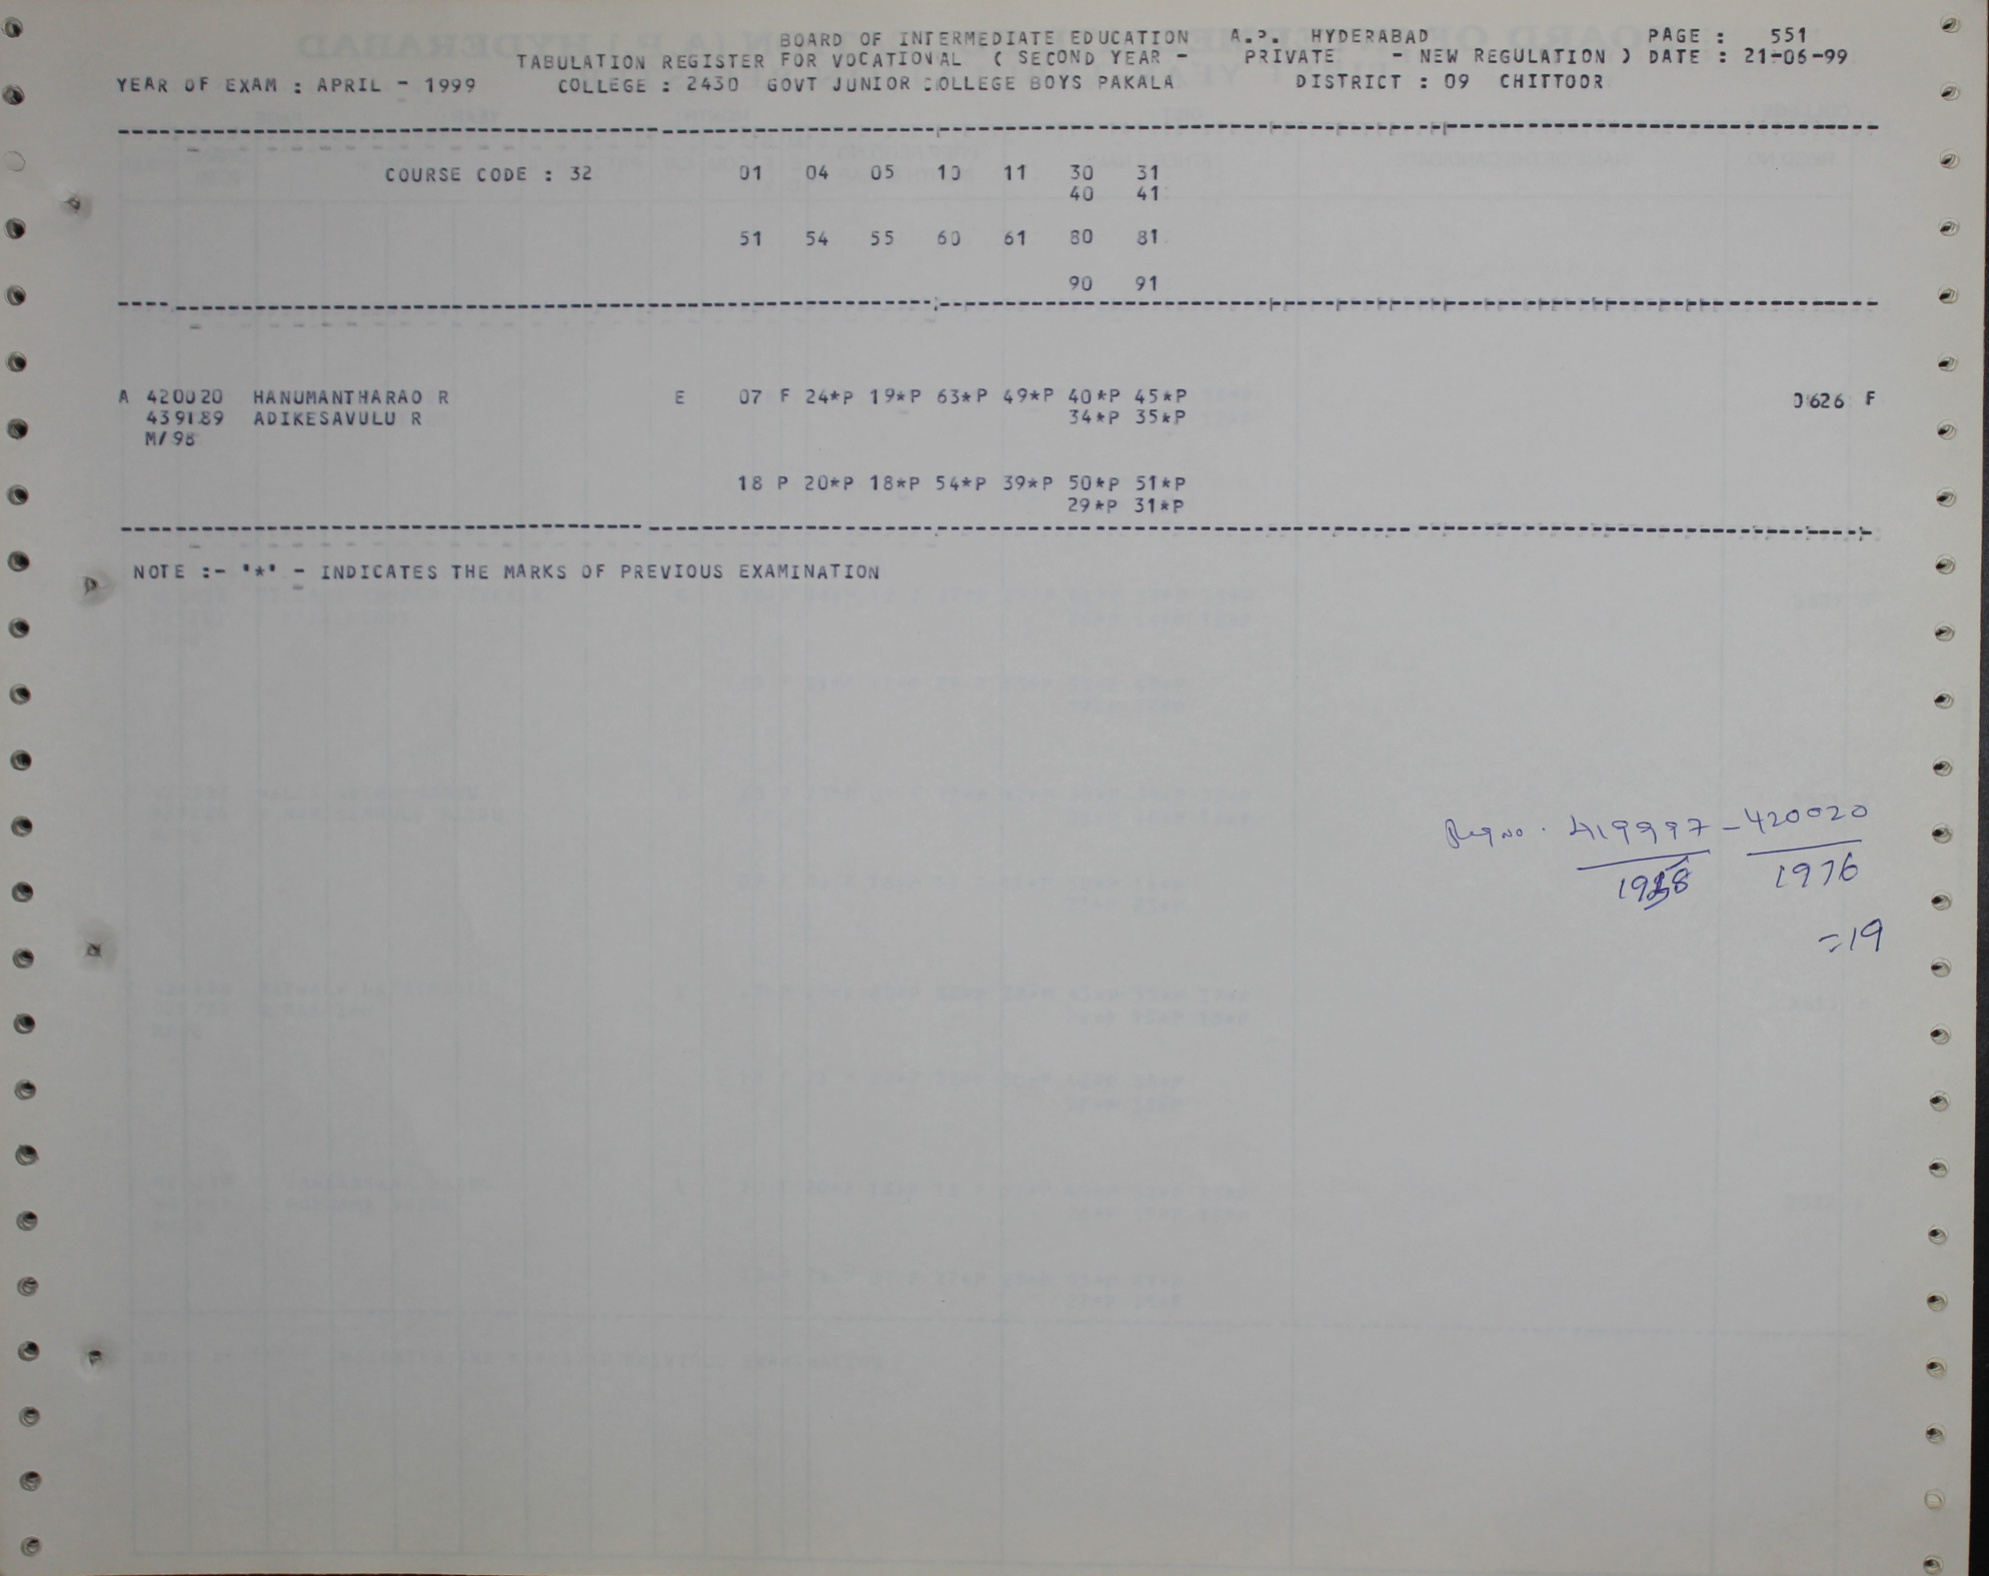 BOARD OF INTERMEDIATE EDUCATION A.P. HYDERABAD PAGE : 551
TABULATION REGISTER FOR VOCATIONAL ( SECOND YEAR - PRIVATE - NEW REGULATION ) DATE : 21-06-99
YEAR OF EXAM : APRIL - 1999 COLLEGE : 2430 GOVT JUNIOR COLLEGE BOYS PAKALA DISTRICT : 09 CHITTOOR
COURSE CODE : 32 01 04 05 10 11 30 31
40 41
51 54 55 60 61 80 81
90 91
A 420020 HANUMANTHARAO R E 07 F 24*P 19*P 63*P 49*P 40*P 45*P 0626 F
439189 ADIKESAVULU R 34*P 35*P
M/98
18 P 20*P 18*P 54*P 39*P 50*P 51*P
29*P 31*P
NOTE :- '*' - INDICATES THE MARKS OF PREVIOUS EXAMINATION
Reg no. 419997 - 420020
1976
=19